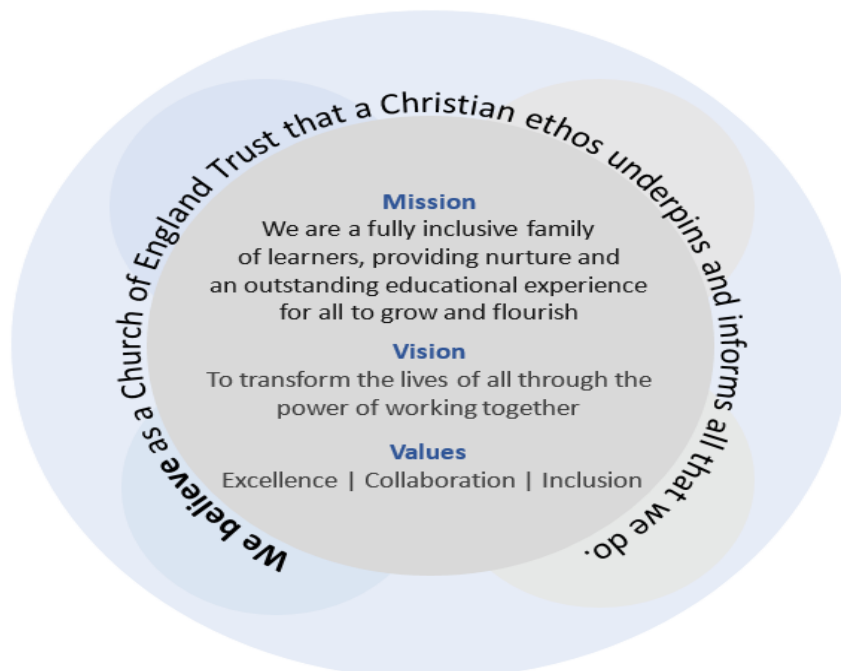 We believe as a Church of England Trust that a Christian ethos underpins and informs all that we do.
Mission
We are a fully inclusive family
of learners, providing nurture and
an outstanding educational experience
for all to grow and flourish
Vision
To transform the lives of all through the
power of working together
Values
Excellence | Collaboration | Inclusion